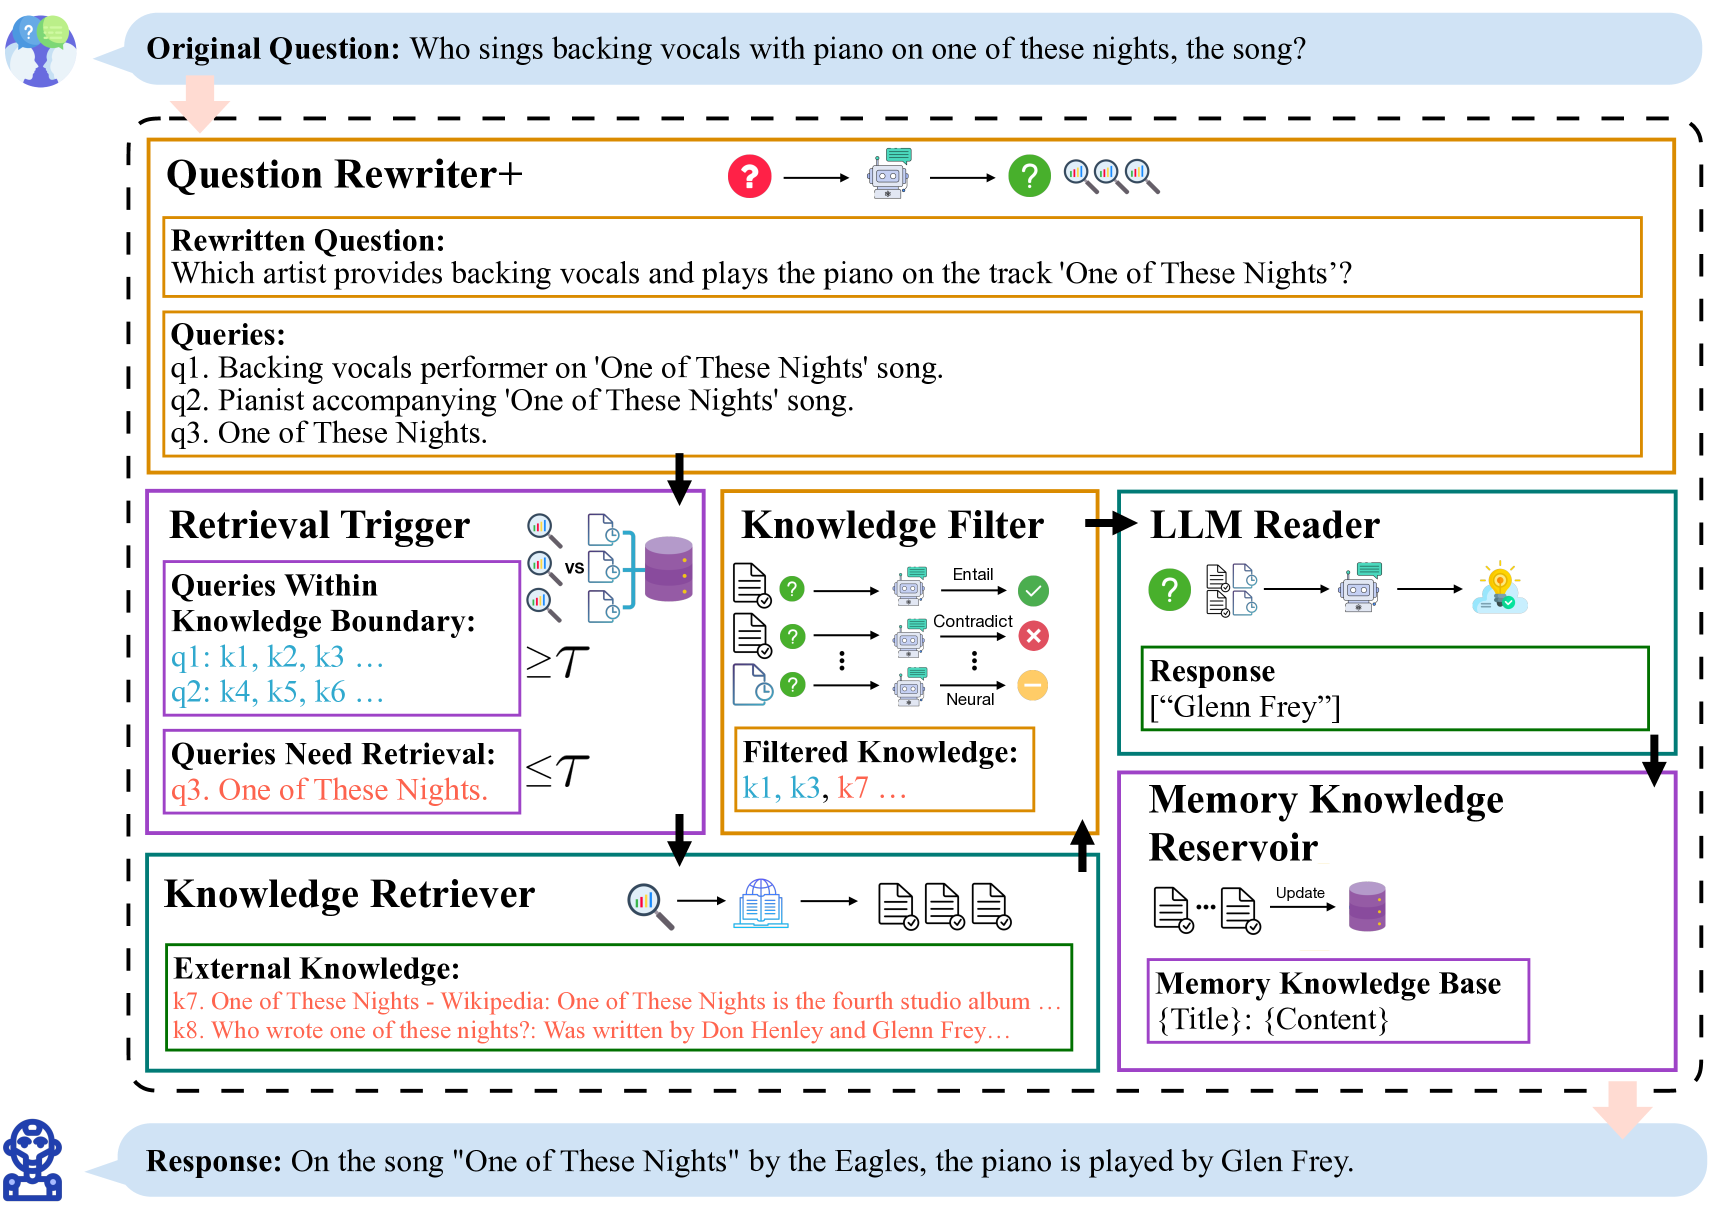 Original Question: Who sings backing vocals with piano on one of these nights, the song?
Question Rewriter+
Rewritten Question:
Which artist provides backing vocals and plays the piano on the track 'One of These Nights’?
Queries:
q1. Backing vocals performer on 'One of These Nights' song.
q2. Pianist accompanying 'One of These Nights' song.
q3. One of These Nights.
Retrieval Trigger
vs
Queries Within
Knowledge Boundary:
q1: k1, k2, k3 …
q2: k4, k5, k6 …
≥τ
Queries Need Retrieval:
q3. One of These Nights.
≤τ
Knowledge Retriever
External Knowledge:
k7. One of These Nights - Wikipedia: One of These Nights is the fourth studio album …
k8. Who wrote one of these nights?: Was written by Don Henley and Glenn Frey…
Knowledge Filter
Entail
Contradict
Neural
Filtered Knowledge:
k1, k3, k7 …
LLM Reader
Response
[“Glenn Frey”]
Memory Knowledge
Reservoir
Update
Memory Knowledge Base
{Title}: {Content}
Response: On the song "One of These Nights" by the Eagles, the piano is played by Glen Frey.